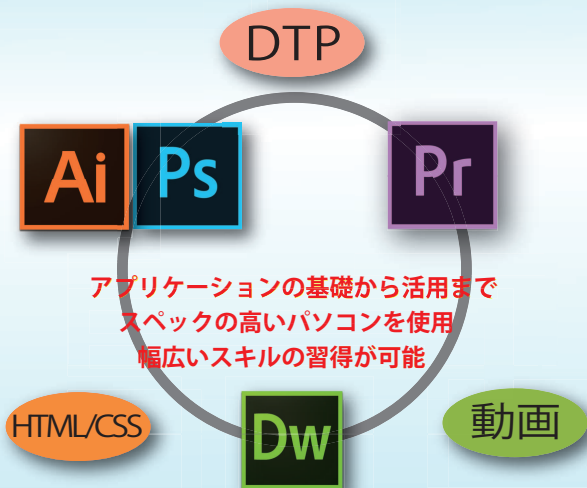 DTP
Ai
Ps
Pr
アプリケーションの基礎から活用まで
スペックの高いパソコンを使用
幅広いスキルの習得が可能
HTML/CSS
Dw
動画